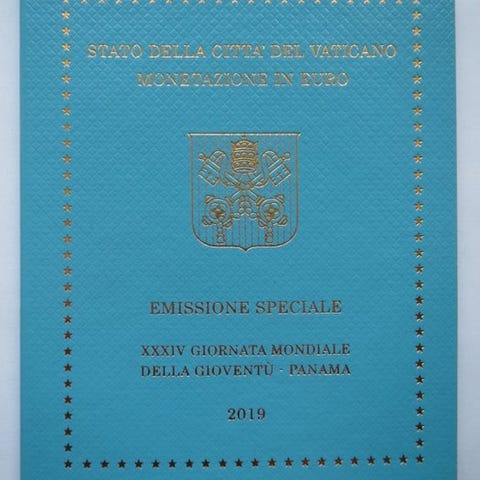 STATO DELLA CITTA' DEL VATICANO
MONETAZIONE IN EURO
EMISSIONE SPECIALE
XXXIV GIORNATA MONDIALE
DELLA GIOVENTÙ - PANAMA
2019